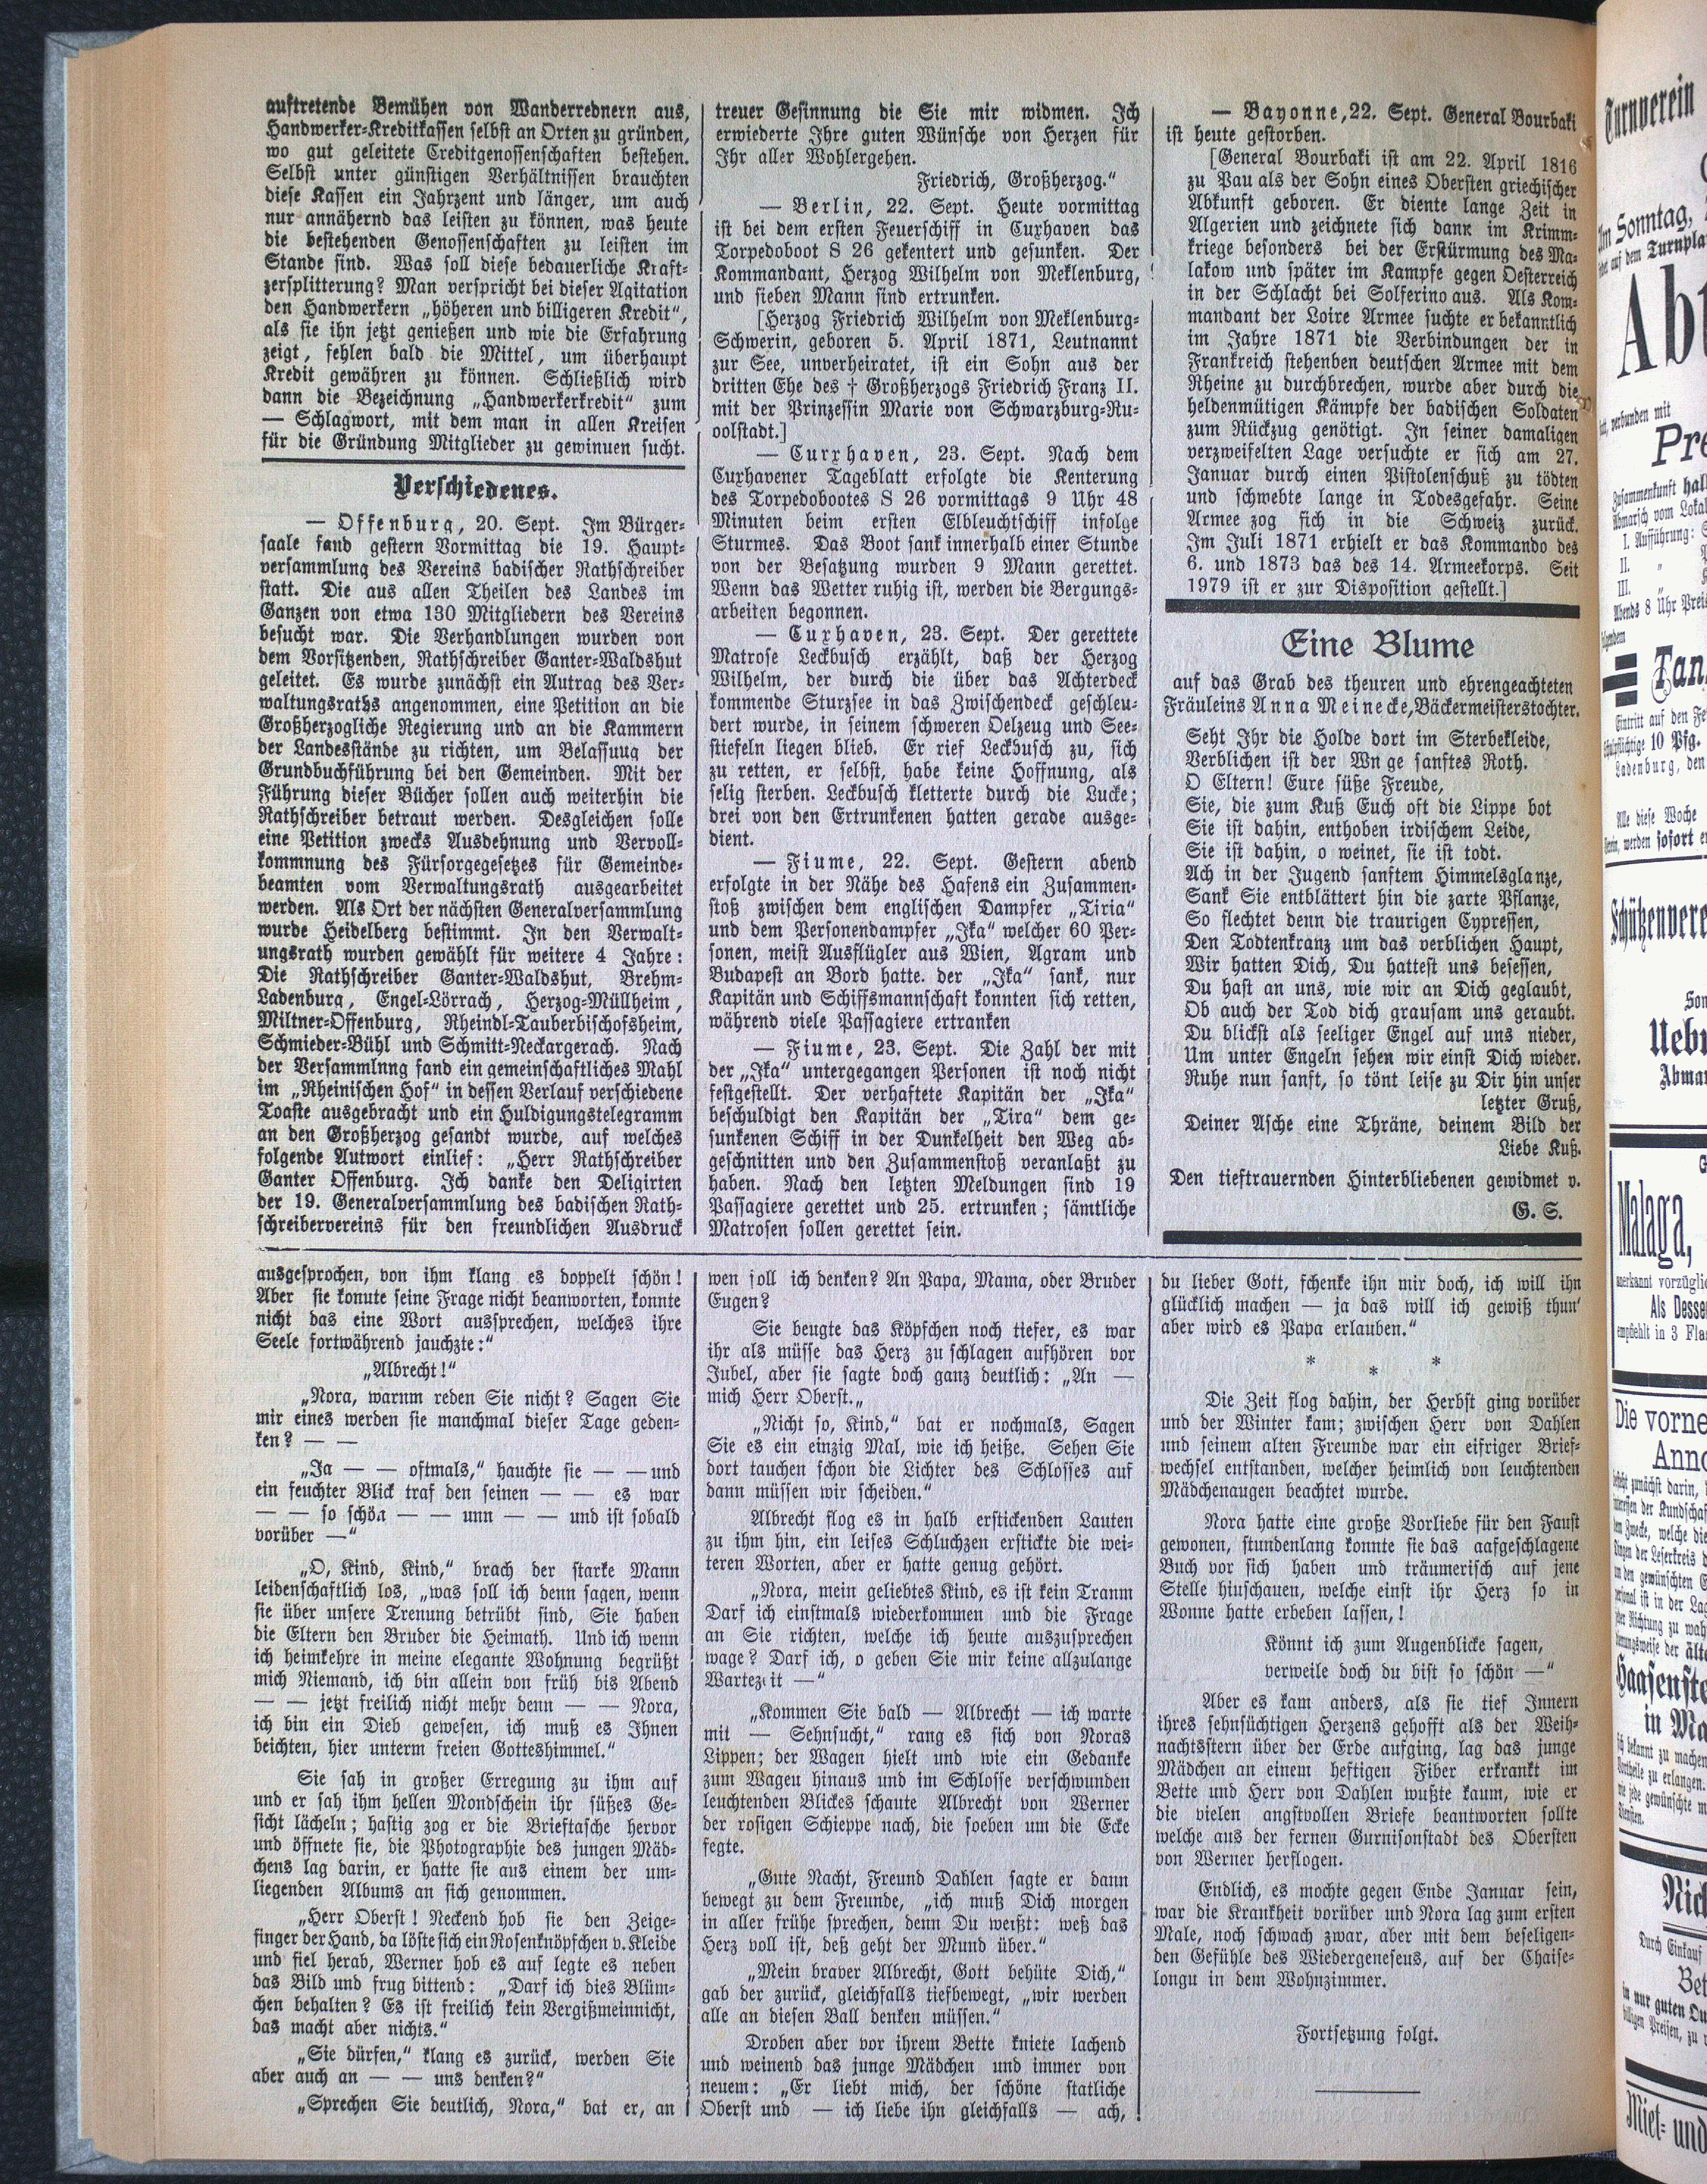 auftretende Bemühen von Wanderrednern aus,
Handwerker-Kreditkassen selbst an Orten zu gründen,
wo gut geleitete Creditgenossenschaften bestehen.
Selbst unter günstigen Verhältnissen brauchten
diese Kassen ein Jahrzent und länger, um auch
nur annähernd das leisten zu können, was heute
die bestehenden Genossenschaften zu leisten im
Stande sind. Was soll diese bedauerliche Kraft-
zersplitterung? Man verspricht bei dieser Agitation
den Handwerkern „höheren und billigeren Kredit“,
als sie ihn jetzt genießen und wie die Erfahrung
zeigt, fehlen bald die Mittel, um überhaupt
Kredit gewähren zu können. Schließlich wird
dann die Bezeichnung „Handwerkerkredit“ zum
— Schlagwort, mit dem man in allen Kreisen
für die Gründung Mitglieder zu gewinuen sucht.
Verschiedenes.
— Offenburg, 20. Sept. Im Bürger-
saale fand gestern Vormittag die 19. Haupt-
versammlung des Vereins badischer Rathschreiber
statt. Die aus allen Theilen des Landes im
Ganzen von etwa 130 Mitgliedern des Vereins
besucht war. Die Verhandlungen wurden von
dem Vorsitzenden, Rathschreiber Ganter-Waldshut
geleitet. Es wurde zunächst ein Autrag des Ver-
waltungsraths angenommen, eine Petition an die
Großherzogliche Regierung und an die Kammern
der Landesstände zu richten, um Belassuug der
Grundbuchführung bei den Gemeinden. Mit der
Führung dieser Bücher sollen auch weiterhin die
Rathschreiber betraut werden. Desgleichen solle
eine Petition zwecks Ausdehnung und Vervoll-
kommnung des Fürsorgegesetzes für Gemeinde-
beamten vom Verwaltungsrath ausgearbeitet
werden. Als Ort der nächsten Generalversammlung
wurde Heidelberg bestimmt. In den Verwalt-
ungsrath wurden gewählt für weitere 4 Jahre:
Die Rathschreiber Ganter-Waldshut, Brehm-
Ladenburg, Engel-Lörrach, Herzog-Müllheim,
Miltner-Offenburg, Rheindl-Tauberbischofsheim,
Schmieder-Bühl und Schmitt-Neckargerach. Nach
der Versammlnng fand ein gemeinschaftliches Mahl
im „Rheinischen Hof“ in dessen Verlauf verschiedene
Toaste ausgebracht und ein Huldigungstelegramm
an den Großherzog gesandt wurde, auf welches
folgende Autwort einlief: „Herr Rathschreiber
Ganter Offenburg. Ich danke den Deligirten
der 19. Generalversammlung des badischen Rath-
schreibervereins für den freundlichen Ausdruck
treuer Gesinnung die Sie mir widmen. Ich
erwiederte Ihre guten Wünsche von Herzen für
Ihr aller Wohlergehen.
Friedrich, Großherzog.“
— Berlin, 22. Sept. Heute vormittag
ist bei dem ersten Feuerschiff in Cuxhaven das
Torpedoboot S 26 gekentert und gesunken. Der
Kommandant, Herzog Wilhelm von Meklenburg,
und sieben Mann sind ertrunken.
[Herzog Friedrich Wilhelm von Meklenburg-
Schwerin, geboren 5. April 1871, Leutnannt
zur See, unverheiratet, ist ein Sohn aus der
dritten Ehe des † Großherzogs Friedrich Franz II.
mit der Prinzessin Marie von Schwarzburg-Ru-
oolstadt.]
— Curxhaven, 23. Sept. Nach dem
Curxhavener Tageblatt erfolgte die Kenterung
des Torpedobootes S 26 vormittags 9 Uhr 48
Minuten beim ersten Elbleuchtschiff infolge
Sturmes. Das Boot sank innerhalb einer Stunde
von der Besatzung wurden 9 Mann gerettet.
Wenn das Wetter ruhig ist, werden die Bergungs-
arbeiten begonnen.
— Cuxhaven, 23. Sept. Der gerettete
Matrose Leckbusch erzählt, daß der Herzog
Wilhelm, der durch die über das Achterdeck
kommende Sturzsee in das Zwischendeck geschleu-
dert wurde, in seinem schweren Oelzeug und See-
stiefeln liegen blieb. Er rief Leckbusch zu, sich
zu retten, er selbst, habe keine Hoffnung, als
selig sterben. Leckbusch kletterte durch die Lucke;
drei von den Ertrunkenen hatten gerade ausge-
dient.
— Fiume, 22. Sept. Gestern abend
erfolgte in der Nähe des Hafens ein Zusammen-
stoß zwischen dem englischen Dampfer „Tiria“
und dem Personendampfer „Ika“ welcher 60 Per-
sonen, meist Ausflügler aus Wien, Agram und
Budapest an Bord hatte. der „Ika“ sank, nur
Kapitän und Schiffsmannschaft konnten sich retten,
während viele Passagiere ertranken
— Fiume, 23. Sept. Die Zahl der mit
der „Ika“ untergegangen Personen ist noch nicht
festgestellt. Der verhaftete Kapitän der „Ika“
beschuldigt den Kapitän der „Tira“ dem ge-
sunkenen Schiff in der Dunkelheit den Weg ab-
geschnitten und den Zusammenstoß veranlaßt zu
haben. Nach den letzten Meldungen sind 19
Passagiere gerettet und 25. ertrunken; sämtliche
Matrosen sollen gerettet sein.
— Bayonne, 22. Sept. General Bourbaki
ist heute gestorben.
[General Bourbaki ist am 22. April 1816
zu Pau als der Sohn eines Obersten griechischer
Abkunft geboren. Er diente lange Zeit in
Algerien und zeichnete sich dann im Krimm-
kriege besonders bei der Erstürmung des Ma-
lakow und später im Kampfe gegen Oesterreich
in der Schlacht bei Solferino aus. Als Kom-
mandant der Loire Armee suchte er bekanntlich
im Jahre 1871 die Verbindungen der in
Frankreich stehenben deutschen Armee mit dem
Rheine zu durchbrechen, wurde aber durch die
heldenmütigen Kämpfe der badischen Soldaten
zum Rückzug genötigt. In seiner damaligen
verzweifelten Lage versuchte er sich am 27.
Januar durch einen Pistolenschuß zu tödten
und schwebte lange in Todesgefahr. Seine
Armee zog sich in die Schweiz zurück.
Im Juli 1871 erhielt er das Kommando des
6. und 1873 das des 14. Armeekorps. Seit
1979 ist er zur Disposition gestellt.]
Eine Blume
auf das Grab des theuren und ehrengeachteten
Fräuleins Anna Meinecke, Bäckermeisterstochter.
Seht Ihr die Holde dort im Sterbekleide,
Verblichen ist der Wn ge sanftes Roth.
O Eltern! Eure süße Freude,
Sie, die zum Kuß Euch oft die Lippe bot
Sie ist dahin, enthoben irdischem Leide,
Sie ist dahin, o weinet, sie ist todt.
Ach in der Jugend sanftem Himmelsglanze,
Sank Sie entblättert hin die zarte Pflanze,
So flechtet denn die traurigen Cypressen,
Den Todtenkranz um das verblichen Haupt,
Wir hatten Dich, Du hattest uns besessen,
Du hast an uns, wie wir an Dich geglaubt,
Ob auch der Tod dich grausam uns geraubt.
Du blickst als seeliger Engel auf uns nieder,
Um unter Engeln sehen wir einst Dich wieder.
Ruhe nun sanft, so tönt leise zu Dir hin unser
letzter Gruß,
Deiner Asche eine Thräne, deinem Bild der
Liebe Kuß.
Den tieftrauernden Hinterbliebenen gewidmet v.
G. S.
ausgesprochen, von ihm klang es doppelt schön!
Aber sie konute seine Frage nicht beanworten, konnte
nicht das eine Wort aussprechen, welches ihre
Seele fortwährend jauchzte:“
„Albrecht!“
„Nora, warum reden Sie nicht? Sagen Sie
mir eines werden sie manchmal dieser Tage geden-
ken? — —
„Ja — — oftmals,“ hauchte sie — — und
ein feuchter Blick traf den seinen — — es war
— — so schön — — unn — — und ist sobald
vorüber —“
„O, Kind, Kind,“ brach der starke Mann
leidenschaftlich los, „was soll ich denn sagen, wenn
sie über unsere Trenung betrübt sind, Sie haben
die Eltern den Bruder die Heimath. Und ich wenn
ich heimkehre in meine elegante Wohnung begrüßt
mich Niemand, ich bin allein von früh bis Abend
— — jetzt freilich nicht mehr denn — — Nora,
ich bin ein Dieb gewesen, ich muß es Ihnen
beichten, hier unterm freien Gotteshimmel.“
Sie sah in großer Erregung zu ihm auf
und er sah ihm hellen Mondschein ihr süßes Ge-
sicht lächeln; hastig zog er die Brieftasche hervor
und öffnete sie, die Photographie des jungen Mäd-
chens lag darin, er hatte sie aus einem der um-
liegenden Albums an sich genommen.
„Herr Oberst! Neckend hob sie den Zeige-
finger der Hand, da löste sich ein Rosenknöpfchen v. Kleide
und fiel herab, Werner hob es auf legte es neben
das Bild und frug bittend: „Darf ich dies Blüm-
chen behalten? Es ist freilich kein Vergißmeinnicht,
das macht aber nichts.“
„Sie dürfen,“ klang es zurück, werden Sie
aber auch an — — uns denken?“
„Sprechen Sie deutlich, Nora,“ bat er, an
wen soll ich denken? An Papa, Mama, oder Bruder
Eugen?
Sie beugte das Köpfchen noch tiefer, es war
ihr als müsse das Herz zu schlagen aufhören vor
Jubel, aber sie sagte doch ganz deutlich: „An —
mich Herr Oberst.„
„Nicht so, Kind,“ bat er nochmals, Sagen
Sie es ein einzig Mal, wie ich heiße. Sehen Sie
dort tauchen schon die Lichter des Schlosses auf
dann müssen wir scheiden.“
Albrecht flog es in halb erstickenden Lauten
zu ihm hin, ein leises Schluchzen erstickte die wei-
teren Worten, aber er hatte genug gehört.
„Nora, mein geliebtes Kind, es ist kein Tranm
Darf ich einstmals wiederkommen und die Frage
an Sie richten, welche ich heute auszusprechen
wage? Darf ich, o geben Sie mir keine allzulange
Wartezeit —“
„Kommen Sie bald — Albrecht — ich warte
mit — Sehnsucht,“ rang es sich von Noras
Lippen; der Wagen hielt und wie ein Gedanke
zum Wagen hinaus und im Schlosse verschwunden
leuchtenden Blickes schaute Albrecht von Werner
der rosigen Schleppe nach, die soeben um die Ecke
fegte.
„Gute Nacht, Freund Dahlen sagte er dann
bewegt zu dem Freunde, „ich muß Dich morgen
in aller frühe sprechen, denn Du weißt: weß das
Herz voll ist, deß geht der Mund über.“
„Mein braver Albrecht, Gott behüte Dich,“
gab der zurück, gleichfalls tiefbewegt, „wir werden
alle an diesen Ball denken müssen.“
Droben aber vor ihrem Bette kniete lachend
und weinend das junge Mädchen und immer von
neuem: „Er liebt mich, der schöne statliche
Oberst und — ich liebe ihn gleichfalls — ach,
du lieber Gott, schenke ihn mir doch, ich will ihn
glücklich machen — ja das will ich gewiß thun'
aber wird es Papa erlauben.“
* * *
Die Zeit flog dahin, der Herbst ging vorüber
und der Winter kam; zwischen Herr von Dahlen
und seinem alten Freunde war ein eifriger Brief-
wechsel entstanden, welcher heimlich von leuchtenden
Mädchenaugen beachtet wurde.
Nora hatte eine große Vorliebe für den Faust
gewonen, stundenlang konnte sie das aafgeschlagene
Buch vor sich haben und träumerisch auf jene
Stelle hinschauen, welche einst ihr Herz so in
Wonne hatte erbeben lassen,!
Könnt ich zum Augenblicke sagen,
verweile doch du bist so schön —“
Aber es kam anders, als sie tief Innern
ihres sehnsüchtigen Herzens gehofft als der Weih-
nachtsstern über der Erde aufging, lag das junge
Mädchen an einem heftigen Fiber erkrankt im
Bette und Herr von Dahlen wußte kaum, wie er
die vielen angstvollen Briefe beantworten sollte
welche aus der fernen Gurnisonstadt des Obersten
von Werner herflogen.
Endlich, es mochte gegen Ende Januar sein,
war die Krankheit vorüber und Nora lag zum ersten
Male, noch schwach zwar, aber mit dem beseligen-
den Gefühle des Wiedergeneseus, auf der Chaise-
longu in dem Wohnzimmer.
Fortsetzung folgt.
Turnverein
Sonntag,
auf dem
verbunden mit
Zusammenkunft
Abmarsch vom
I. Aufführung:
II. „
III. „
Abends 8 Uhr
Eintritt auf den
10 Pfg.
Ladenburg, den
Alle diese Woche
werden sofort
Malaga,
anerkannt
Als
empfiehlt in 3
Die
in
bekannt zu machen
zu erlangen.
jede gewünschte
Durch Einkauf
in nur guten
billigen Preisen, zu
Miet- und